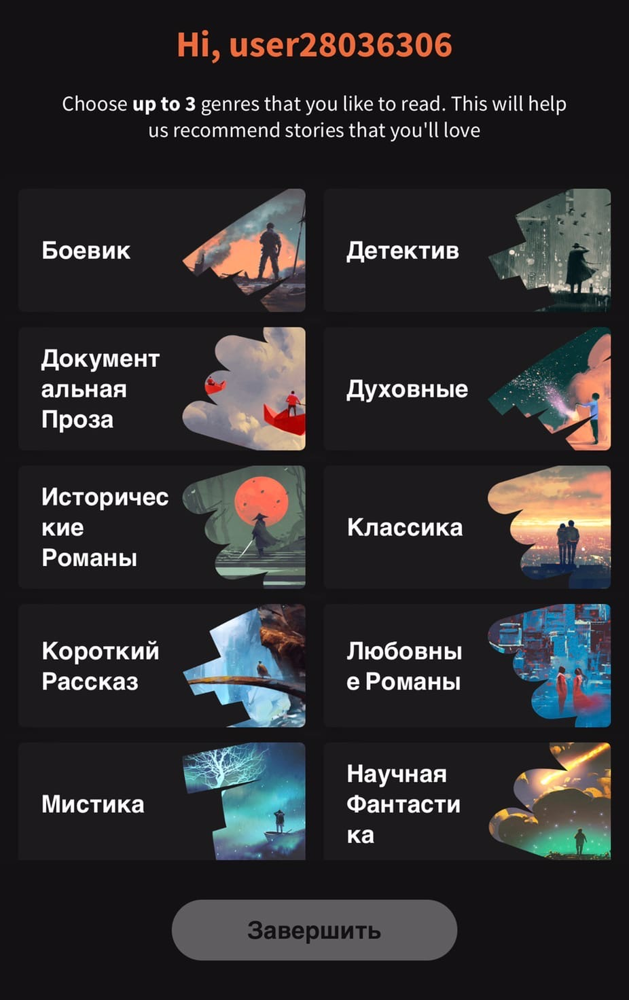 Hi, user28036306
Choose up to 3 genres that you like to read. This will help
us recommend stories that you'll love
Боевик
Детектив
Документ
альная
Проза
Духовные
Историчес
кие
Романы
Классика
Короткий
Рассказ
Любовны
е Романы
Мистика
Научная
Фантасти
ка
Завершить